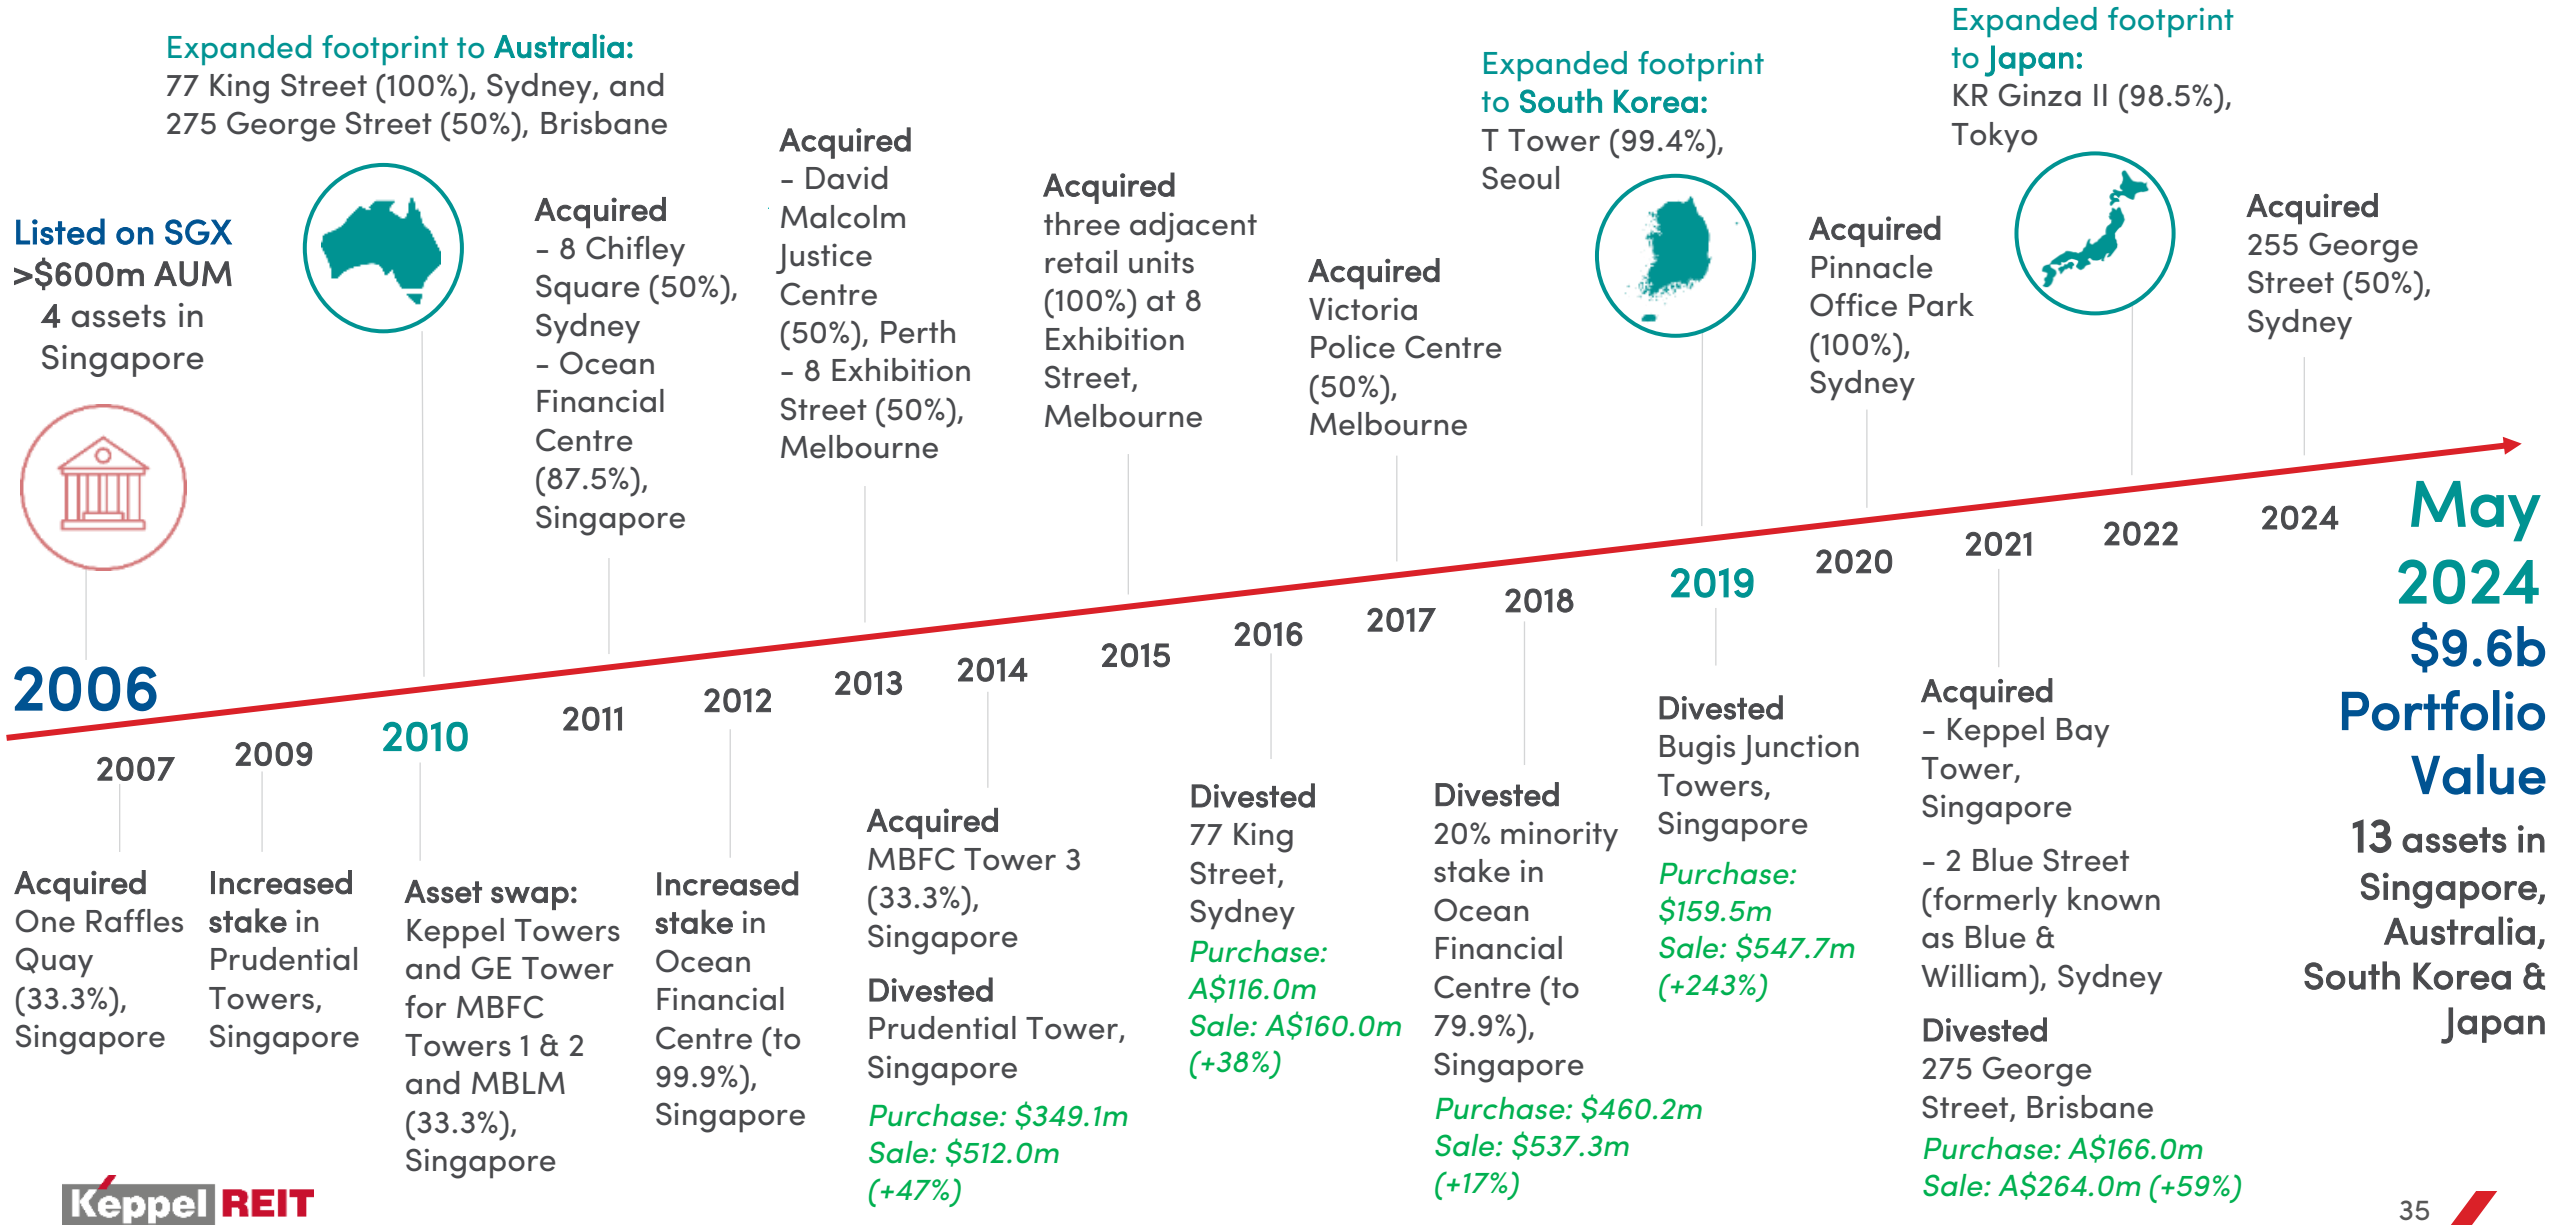 Listed on SGX
>$600m AUM
4 assets in
Singapore
2006
2007
Acquired
One Raffles
Quay
(33.3%),
Singapore
2009
Increased
stake in
Prudential
Towers,
Singapore
Expanded footprint to Australia:
77 King Street (100%), Sydney, and
275 George Street (50%), Brisbane
2010
Asset swap:
Keppel Towers
and GE Tower
for MBFC
Towers 1 & 2
and MBLM
(33.3%),
Singapore
Acquired
- 8 Chifley
Square (50%),
Sydney
- Ocean
Financial
Centre
(87.5%),
Singapore
2011
2012
Increased
stake in
Ocean
Financial
Centre (to
99.9%),
Singapore
Acquired
- David
Malcolm
Justice
Centre
(50%), Perth
- 8 Exhibition
Street (50%),
Melbourne
2013
2014
Acquired
MBFC Tower 3
(33.3%),
Singapore
Divested
Prudential Tower,
Singapore
Purchase: $349.1m
Sale: $512.0m
(+47%)
Acquired
three adjacent
retail units
(100%) at 8
Exhibition
Street,
Melbourne
2015
2016
Divested
77 King
Street,
Sydney
Purchase:
A$116.0m
Sale: A$160.0m
(+38%)
Acquired
Victoria
Police Centre
(50%),
Melbourne
2017
2018
Divested
20% minority
stake in
Ocean
Financial
Centre (to
79.9%),
Singapore
Purchase: $460.2m
Sale: $537.3m
(+17%)
Expanded footprint
to South Korea:
T Tower (99.4%),
Seoul
2019
Divested
Bugis Junction
Towers,
Singapore
Purchase:
$159.5m
Sale: $547.7m
(+243%)
Acquired
Pinnacle
Office Park
(100%),
Sydney
2020
2021
Acquired
- Keppel Bay
Tower,
Singapore
- 2 Blue Street
(formerly known
as Blue &
William), Sydney
Divested
275 George
Street, Brisbane
Purchase: A$166.0m
Sale: A$264.0m (+59%)
Expanded footprint
to Japan:
KR Ginza II (98.5%),
Tokyo
2022
Acquired
255 George
Street (50%),
Sydney
2024
May
2024
$9.6b
Portfolio
Value
13 assets in
Singapore,
Australia,
South Korea &
Japan
Keppel REIT
35